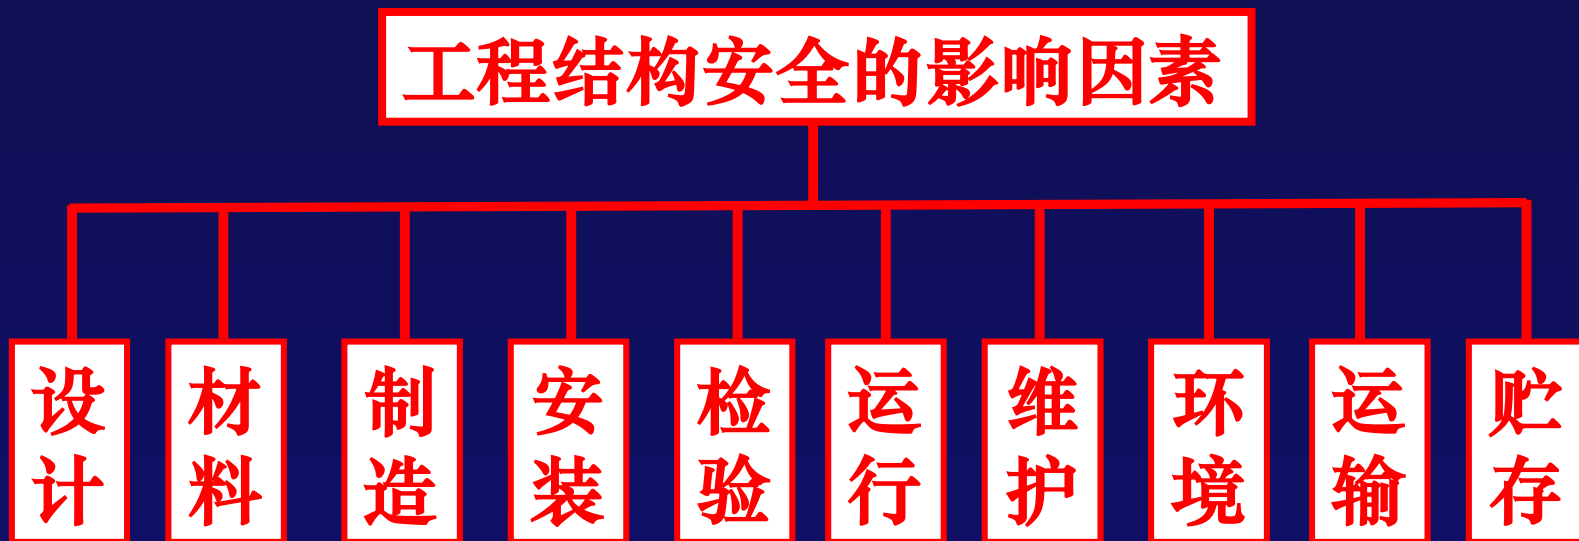 工程结构安全的影响因素
设计
材料
制造
安装
检验
运行
维护
环境
运输
贮存